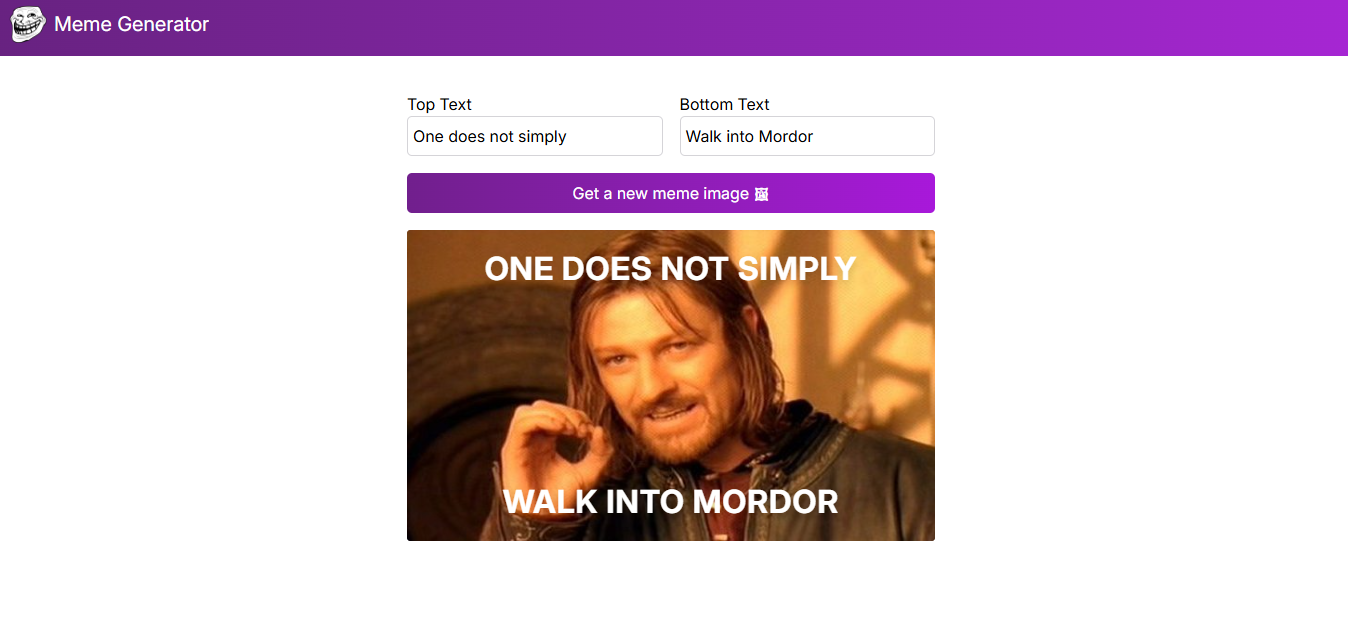 Meme Generator
Top Text
Bottom Text
One does not simply
Walk into Mordor
Get a new meme image 🖼
ONE DOES NOT SIMPLY
WALK INTO MORDOR